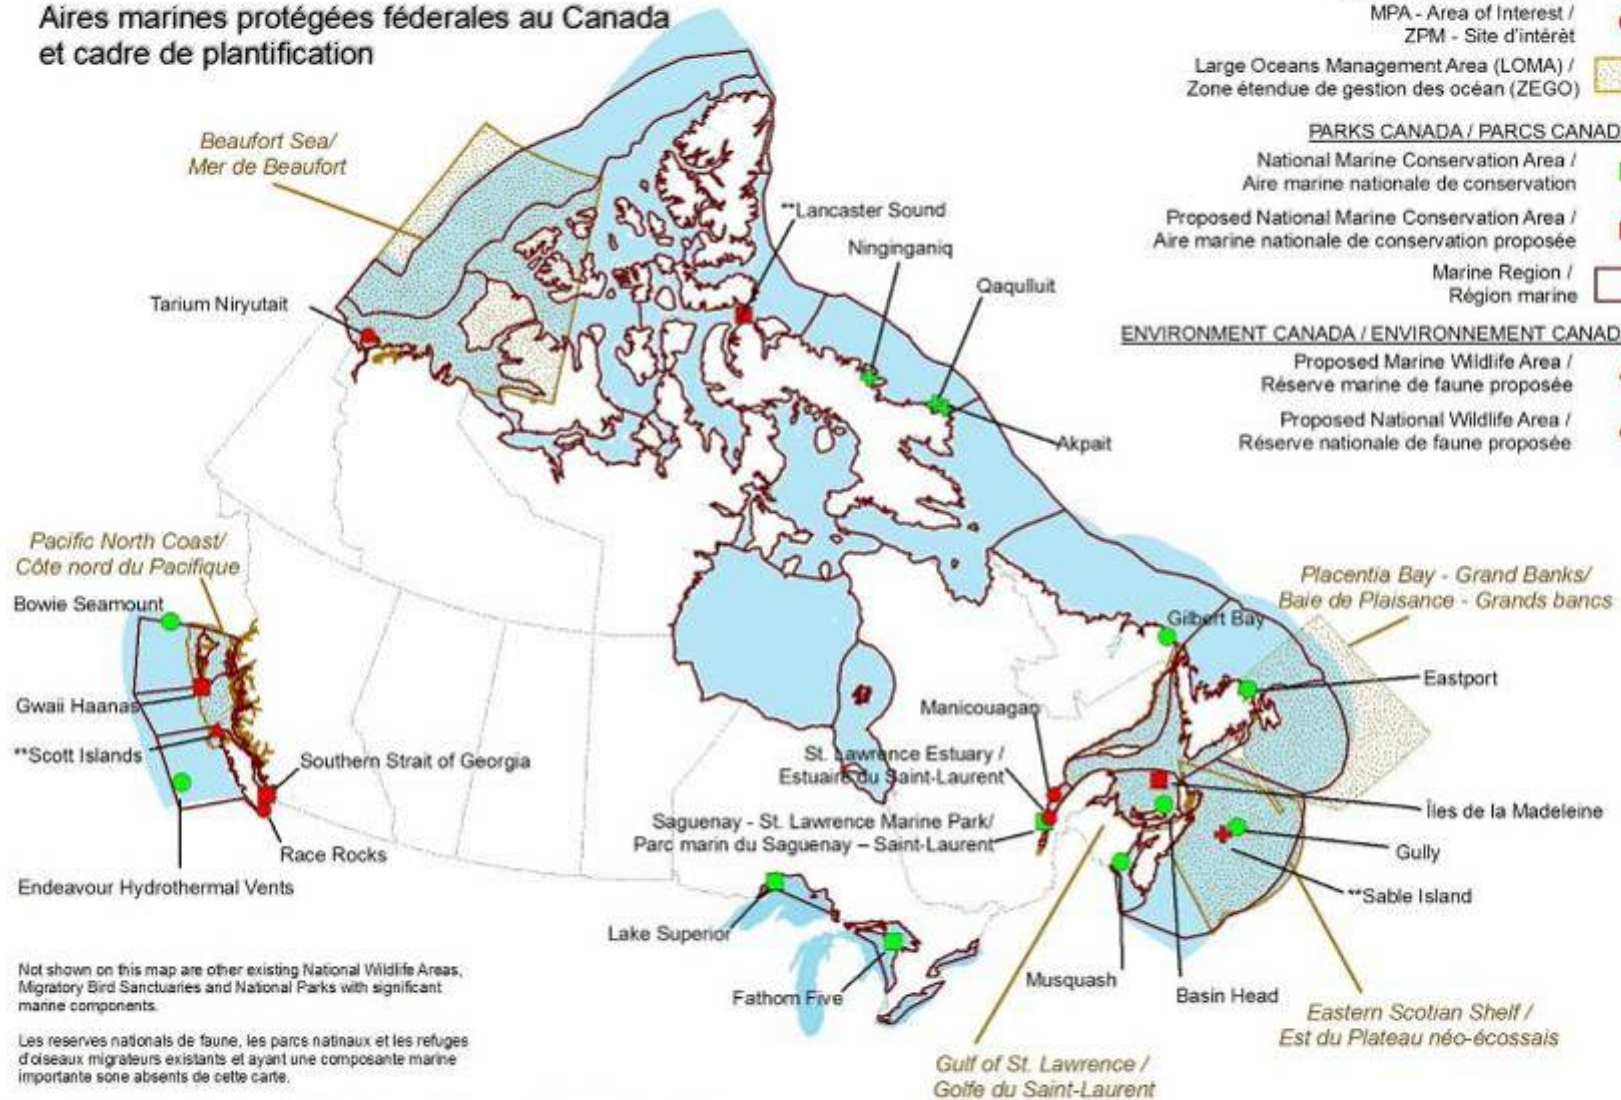 Aires marines protégées féderales au Canada
et cadre de plantification
MPA - Area of Interest /
ZPM - Site d'intérèt
Large Oceans Management Area (LOMA) /
Zone étendue de gestion des océan (ZEGO)
PARKS CANADA / PARCS CANAD
National Marine Conservation Area /
Aire marine nationale de conservation
Proposed National Marine Conservation Area /
Aire marine nationale de conservation proposée
Marine Region /
Région marine
ENVIRONMENT CANADA / ENVIRONNEMENT CANAD
Proposed Marine Wildlife Area /
Réserve marine de faune proposée
Proposed National Wildlife Area /
Réserve nationale de faune proposée
Beaufort Sea/
Mer de Beaufort
**Lancaster Sound
Ninginganiq
Qaqulluit
Tarium Niryutait
Akpait
Pacific North Coast/
Côte nord du Pacifique
Bowie Seamount
Gwaii Haanas
**Scott Islands
Southern Strait of Georgia
Race Rocks
Endeavour Hydrothermal Vents
Placentia Bay - Grand Banks/
Baie de Plaisance - Grands bancs
Gilbert Bay
Eastport
Manicouagan
St. Lawrence Estuary /
Estuaire du Saint-Laurent
Saguenay - St. Lawrence Marine Park/
Parc marin du Saguenay – Saint-Laurent
Îles de la Madeleine
Gully
**Sable Island
Lake Superior
Fathom Five
Musquash
Basin Head
Eastern Scotian Shelf /
Est du Plateau néo-écossais
Gulf of St. Lawrence /
Golfe du Saint-Laurent
Not shown on this map are other existing National Wildlife Areas,
Migratory Bird Sanctuaries and National Parks with significant
marine components.
Les reserves nationals de faune, les parcs natinaux et les refuges
d'oiseaux migrateurs existants et ayant une composante marine
importante sone absents de cette carte.